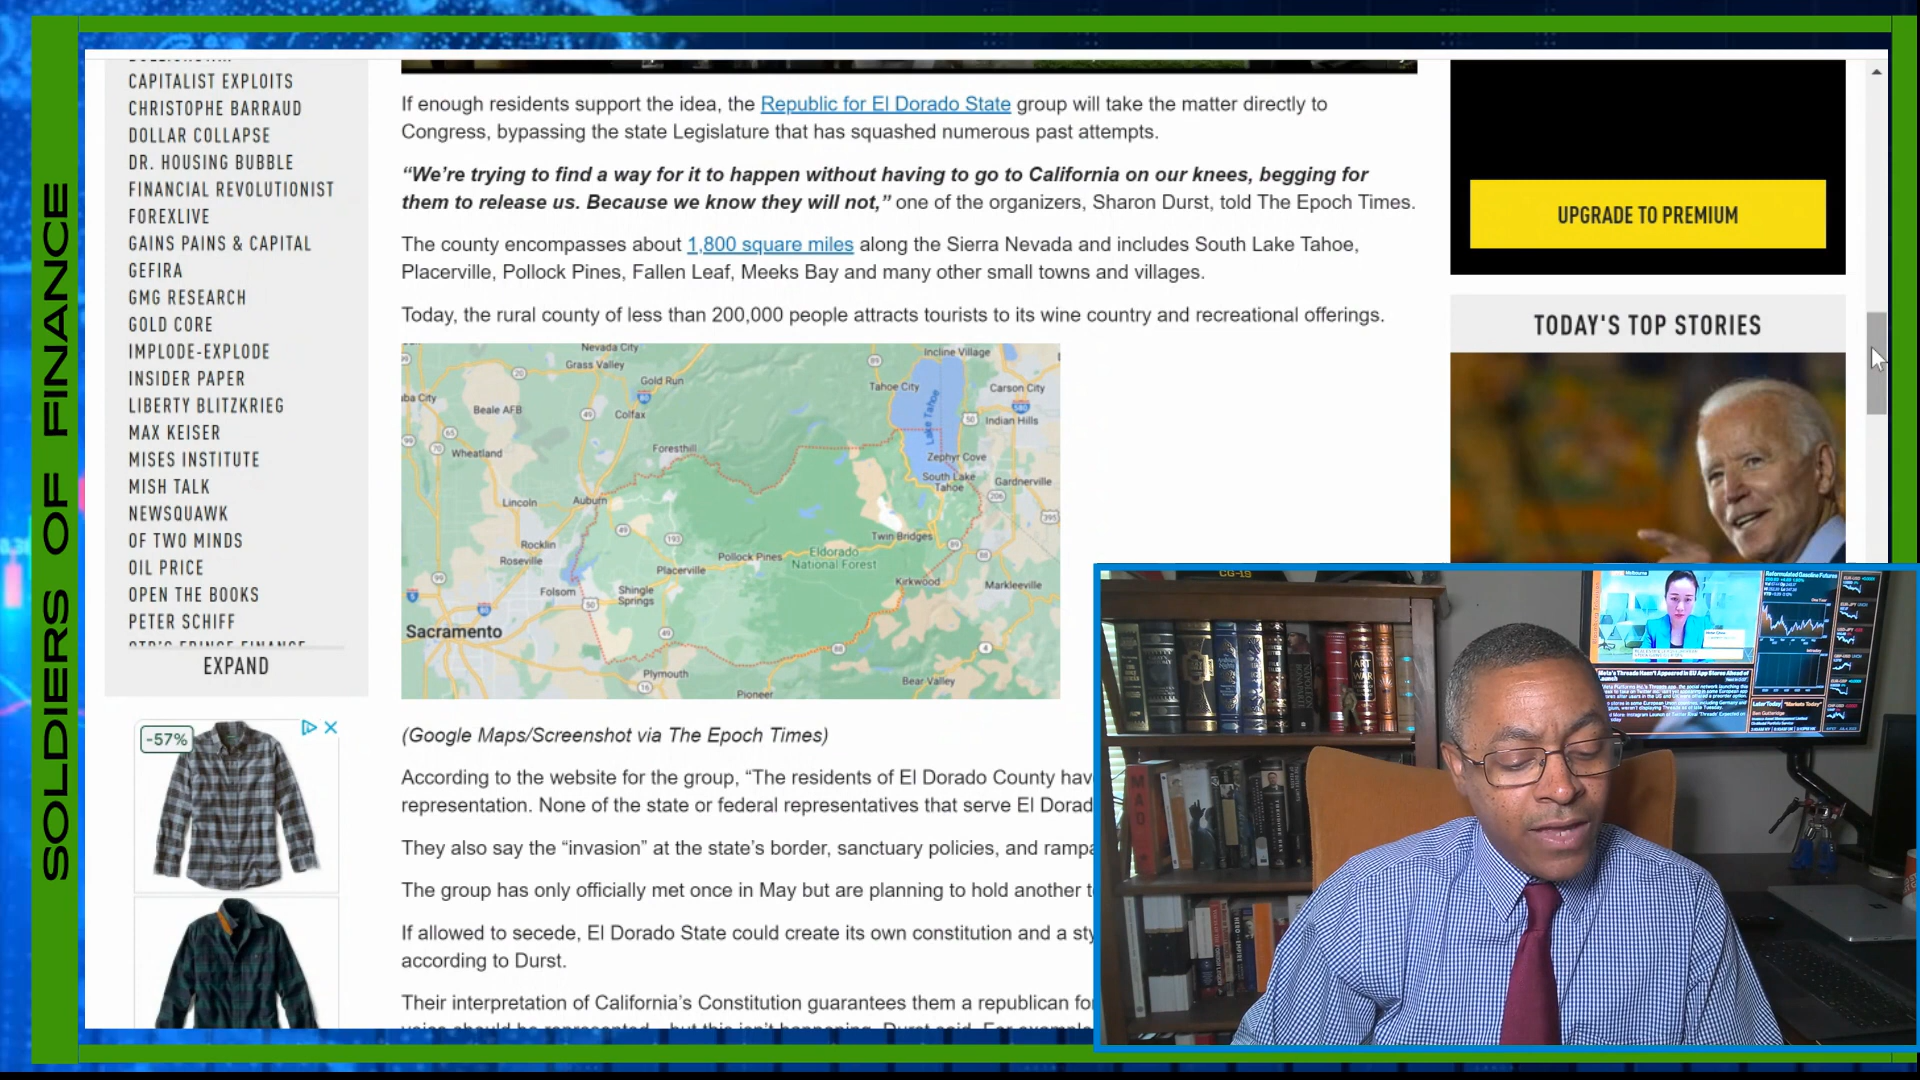 SOLDIERS OF FINANCE
CAPITALIST EXPLOITS
CHRISTOPHE BARRAUD
DOLLAR COLLAPSE
DR. HOUSING BUBBLE
FINANCIAL REVOLUTIONIST
FOREXLIVE
GAINS PAINS & CAPITAL
GEFIRA
GMG RESEARCH
GOLD CORE
IMPLODE-EXPLODE
INSIDER PAPER
LIBERTY BLITZKRIEG
MAX KEISER
MISES INSTITUTE
MISH TALK
NEWSQUAWK
OF TWO MINDS
OIL PRICE
OPEN THE BOOKS
PETER SCHIFF
EXPAND
-57%
If enough residents support the idea, the Republic for El Dorado State group will take the matter directly to
Congress, bypassing the state Legislature that has squashed numerous past attempts.
“We’re trying to find a way for it to happen without having to go to California on our knees, begging for
them to release us. Because we know they will not,” one of the organizers, Sharon Durst, told The Epoch Times.
The county encompasses about 1,800 square miles along the Sierra Nevada and includes South Lake Tahoe,
Placerville, Pollock Pines, Fallen Leaf, Meeks Bay and many other small towns and villages.
Today, the rural county of less than 200,000 people attracts tourists to its wine country and recreational offerings.
Nevada City
Incline Village
Grass Valley
Gold Run
Tahoe City
Carson City
Beale AFB
Colfax
Indian Hills
Lake Tahoe
Wheatland
Foresthill
Zephyr Cove
South Lake
Tahoe
Gardnerville
Lincoln
Auburn
Rocklin
Roseville
Twin Bridges
Pollock Pines
Eldorado
National Forest
Placerville
Kirkwood
Markleeville
Folsom
Shingle
Springs
Sacramento
Plymouth
Bear Valley
Pioneer
(Google Maps/Screenshot via The Epoch Times)
According to the website for the group, “The residents of El Dorado County hav
representation. None of the state or federal representatives that serve El Dorad
They also say the “invasion” at the state’s border, sanctuary policies, and rampa
The group has only officially met once in May but are planning to hold another t
If allowed to secede, El Dorado State could create its own constitution and a sty
according to Durst.
Their interpretation of California’s Constitution guarantees them a republican fo
UPGRADE TO PREMIUM
TODAY'S TOP STORIES
CG-19
ART
WAR
MAO